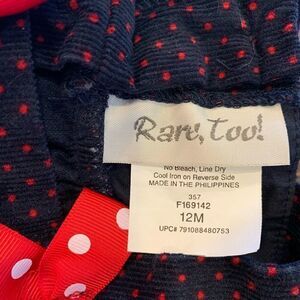 Rare, Too!
No Bleach, Line Dry
Cool Iron on Reverse Side
MADE IN THE PHILIPPINES
357
F169142
12M
UPC# 791088480753